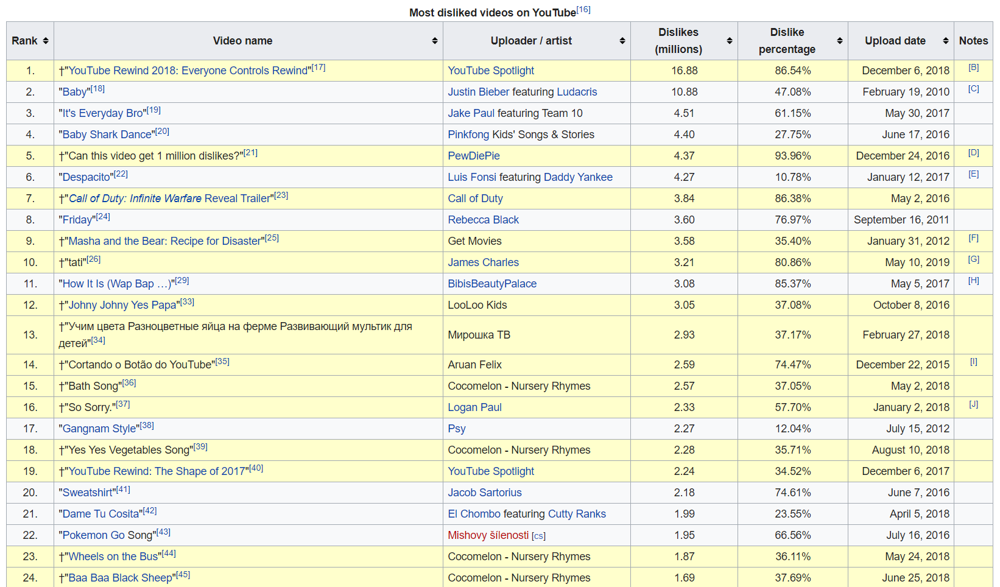 Most disliked videos on YouTube[16]
Rank Video name Uploader / artist Dislikes (millions) Dislike percentage Upload date Notes
1. †"YouTube Rewind 2018: Everyone Controls Rewind"[17] YouTube Spotlight 16.88 86.54% December 6, 2018 [B]
2. "Baby"[18] Justin Bieber featuring Ludacris 10.88 47.08% February 19, 2010 [C]
3. "It's Everyday Bro"[19] Jake Paul featuring Team 10 4.51 61.15% May 30, 2017
4. "Baby Shark Dance"[20] Pinkfong Kids' Songs & Stories 4.40 27.75% June 17, 2016
5. †"Can this video get 1 million dislikes?"[21] PewDiePie 4.37 93.96% December 24, 2016 [D]
6. "Despacito"[22] Luis Fonsi featuring Daddy Yankee 4.27 10.78% January 12, 2017 [E]
7. †"Call of Duty: Infinite Warfare Reveal Trailer"[23] Call of Duty 3.84 86.38% May 2, 2016
8. "Friday"[24] Rebecca Black 3.60 76.97% September 16, 2011
9. †"Masha and the Bear: Recipe for Disaster"[25] Get Movies 3.58 35.40% January 31, 2012 [F]
10. †"tati"[26] James Charles 3.21 80.86% May 10, 2019 [G]
11. "How It Is (Wap Bap …)"[29] BibisBeautyPalace 3.08 85.37% May 5, 2017 [H]
12. †"Johny Johny Yes Papa"[33] LooLoo Kids 3.05 37.08% October 8, 2016
13. †"Учим цвета Разноцветные яйца на ферме Развивающий мультик для
детей"[34] Мирошка ТВ 2.93 37.17% February 27, 2018
14. †"Cortando o Botão do YouTube"[35] Aruan Felix 2.59 74.47% December 22, 2015 [I]
15. †"Bath Song"[36] Cocomelon - Nursery Rhymes 2.57 37.05% May 2, 2018
16. †"So Sorry."[37] Logan Paul 2.33 57.70% January 2, 2018 [J]
17. "Gangnam Style"[38] Psy 2.27 12.04% July 15, 2012
18. †"Yes Yes Vegetables Song"[39] Cocomelon - Nursery Rhymes 2.28 35.71% August 10, 2018
19. †"YouTube Rewind: The Shape of 2017"[40] YouTube Spotlight 2.24 34.52% December 6, 2017
20. "Sweatshirt"[41] Jacob Sartorius 2.18 74.61% June 7, 2016
21. "Dame Tu Cosita"[42] El Chombo featuring Cutty Ranks 1.99 23.55% April 5, 2018
22. "Pokemon Go Song"[43] Mishovy šílenosti [cs] 1.95 66.56% July 16, 2016
23. †"Wheels on the Bus"[44] Cocomelon - Nursery Rhymes 1.87 36.11% May 24, 2018
24. †"Baa Baa Black Sheep"[45] Cocomelon - Nursery Rhymes 1.69 37.69% June 25, 2018